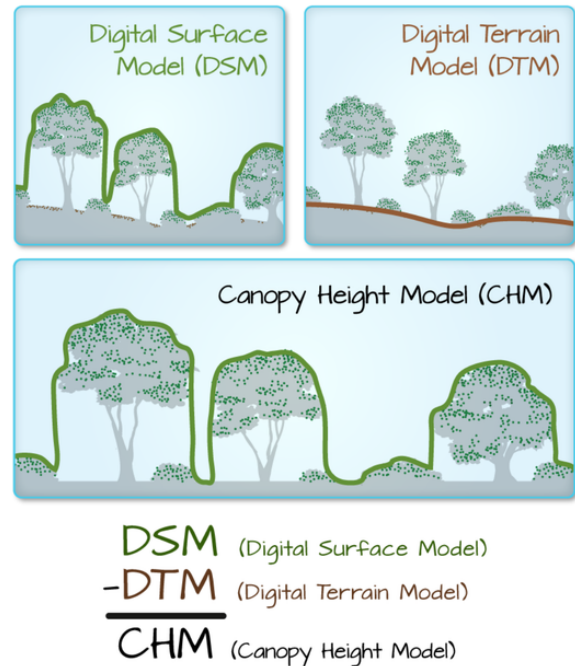 Digital Surface
Model (DSM)
Digital Terrain
Model (DTM)
Canopy Height Model (CHM)
DSM (Digital Surface Model)
-DTM (Digital Terrain Model)
CHM (Canopy Height Model)